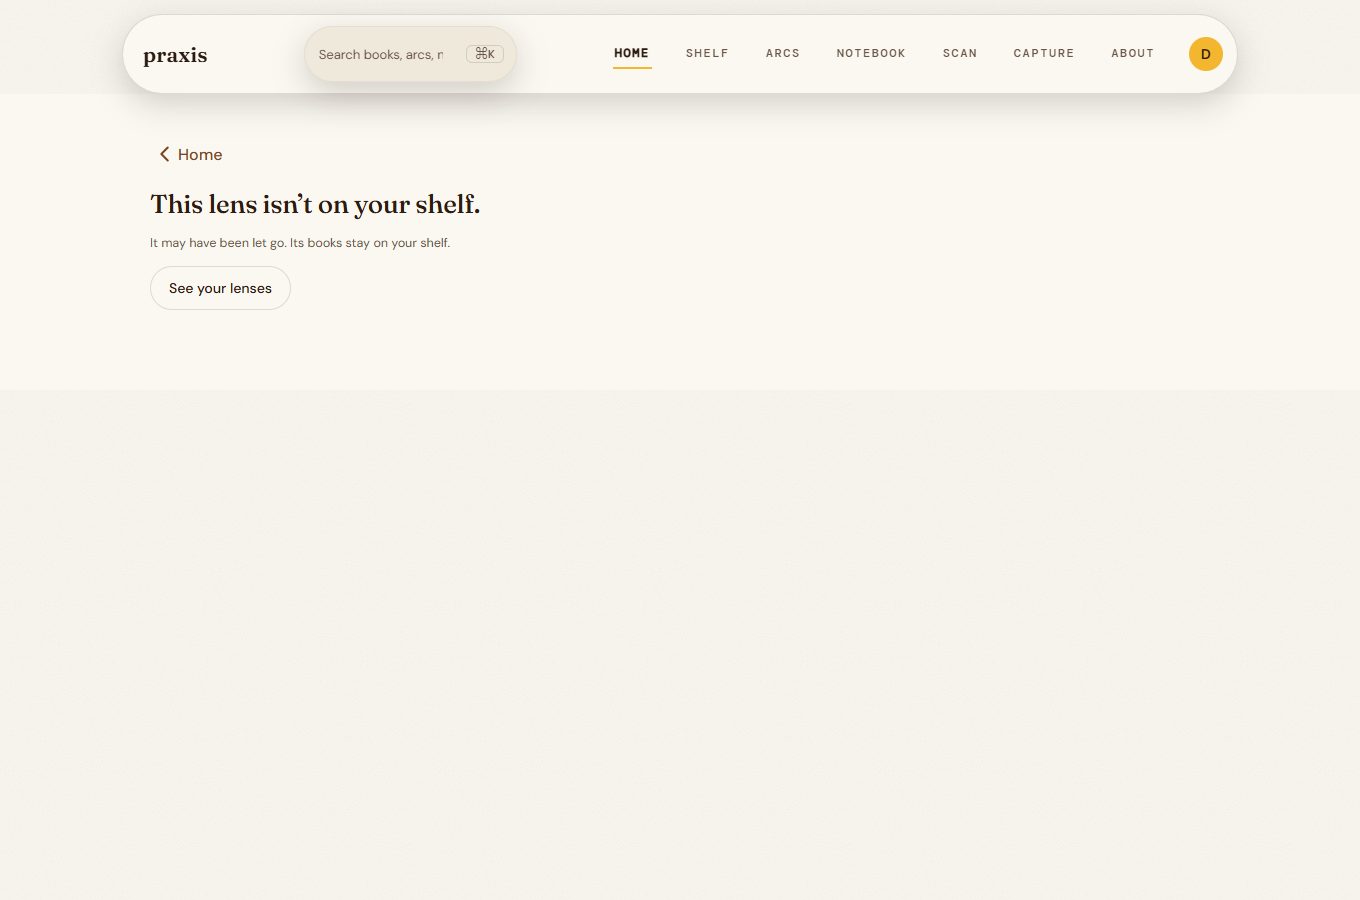 praxis
Search books, arcs, n
⌘K
HOME
SHELF
ARCS
NOTEBOOK
SCAN
CAPTURE
ABOUT
D
Home
This lens isn’t on your shelf.
It may have been let go. Its books stay on your shelf.
See your lenses